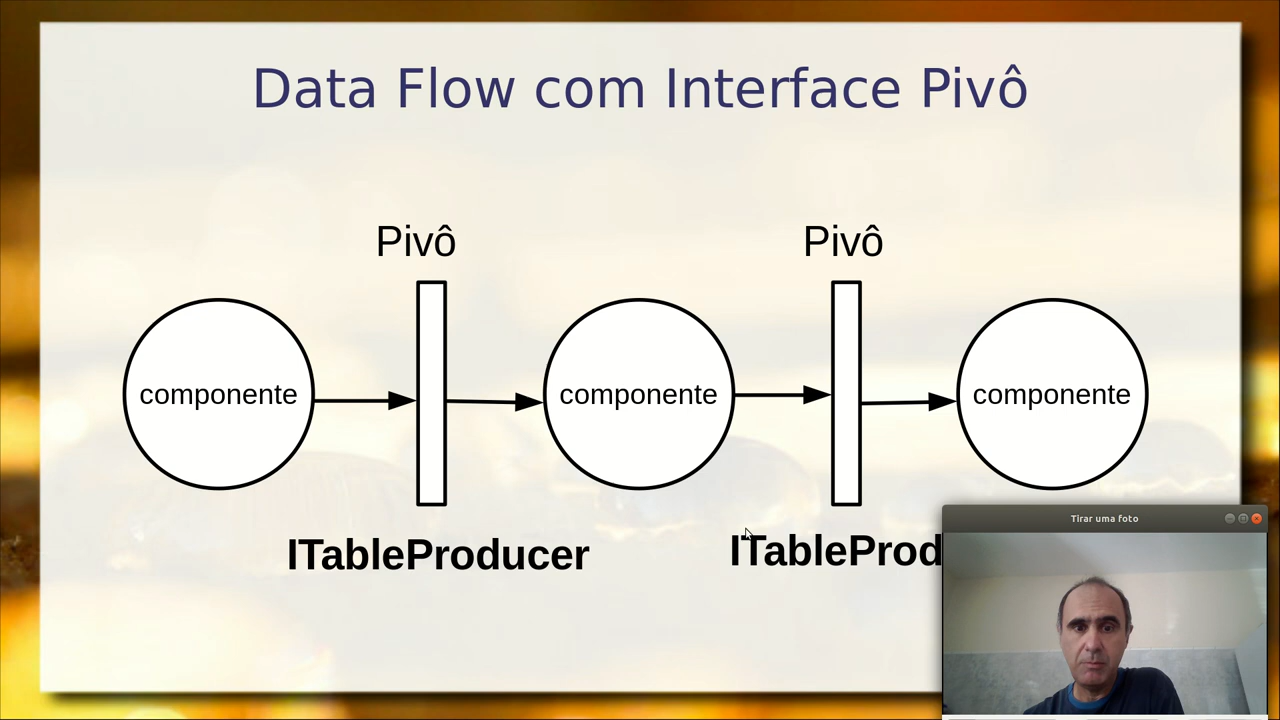 Data Flow com Interface Pivô
Pivô
Pivô
componente
componente
componente
ITableProducer
ITableProd
Tirar uma foto